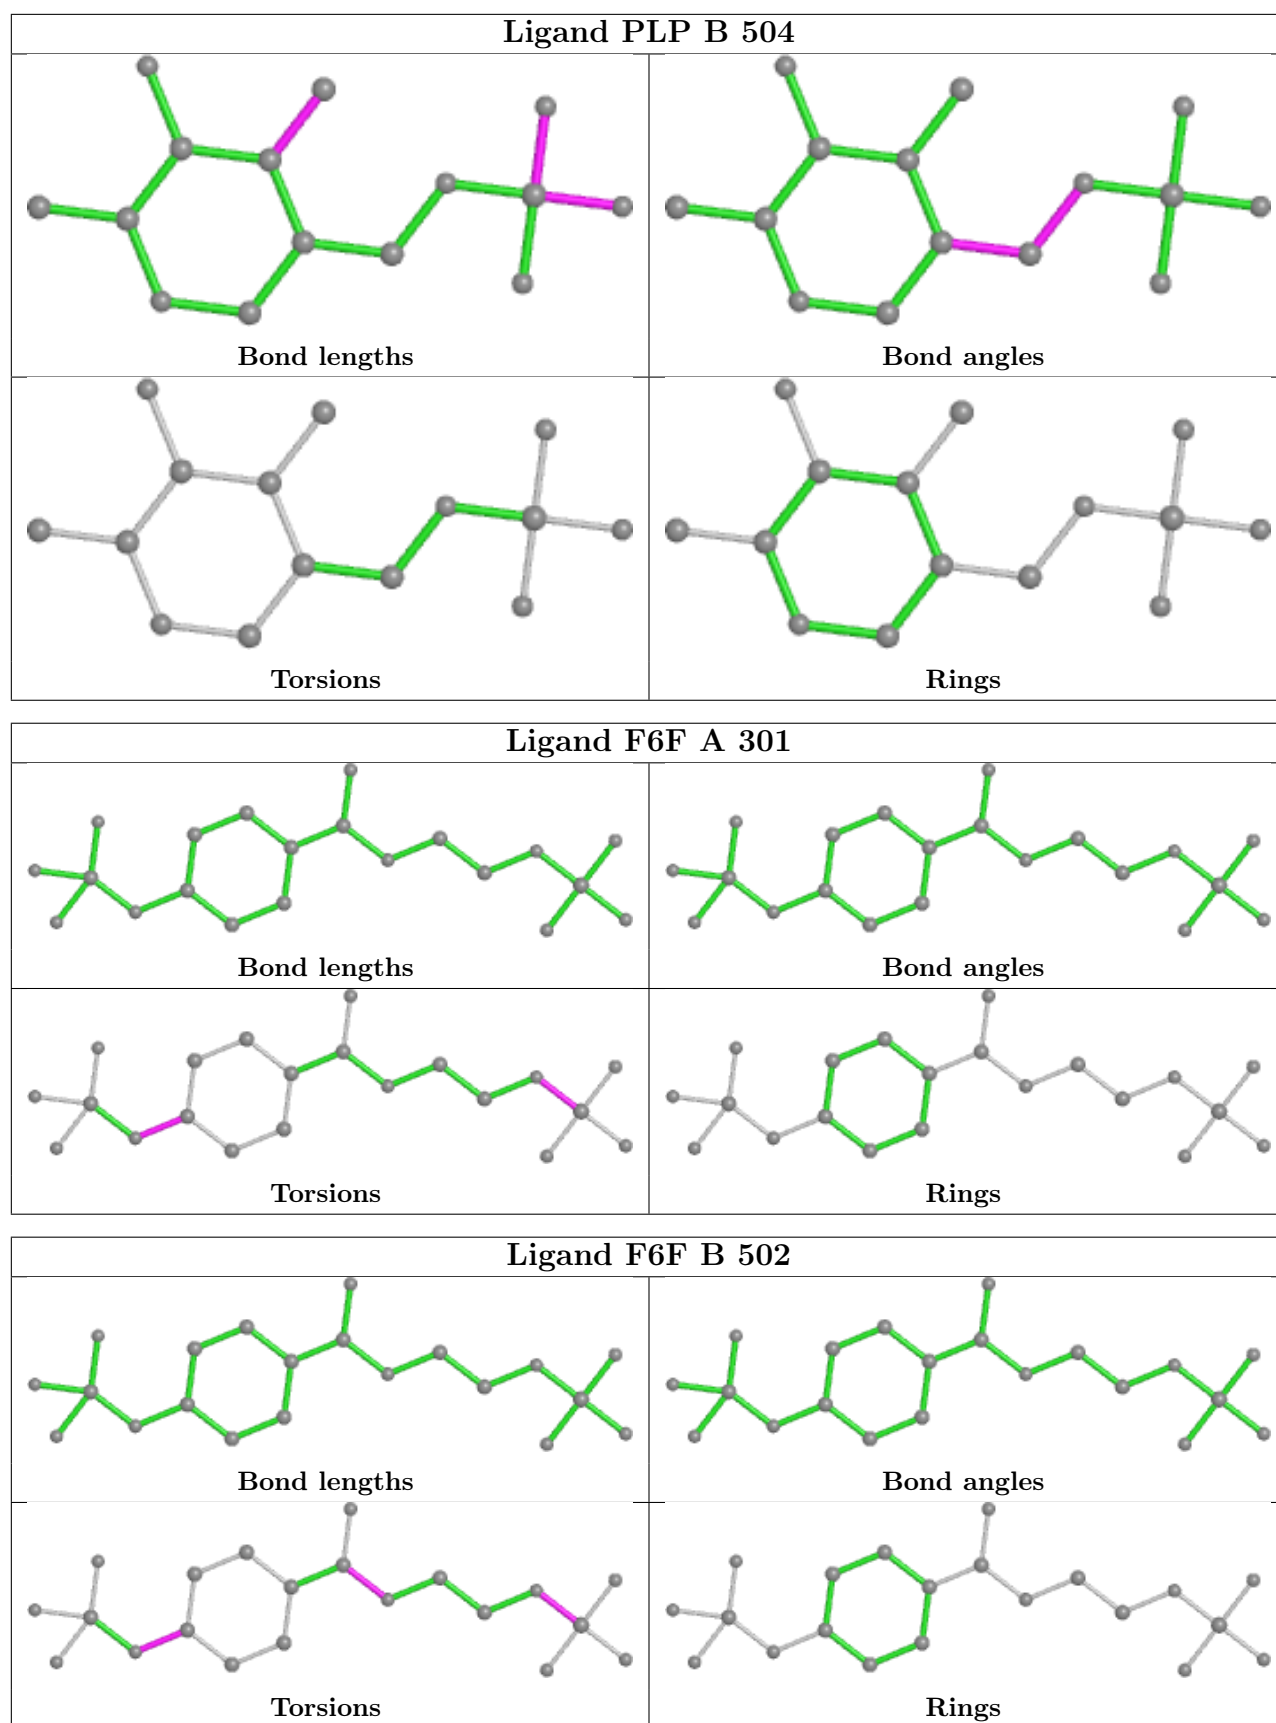 Ligand PLP B 504
Bond lengths
Bond angles
Torsions
Rings
Ligand F6F A 301
Bond lengths
Bond angles
Torsions
Rings
Ligand F6F B 502
Bond lengths
Bond angles
Torsions
Rings